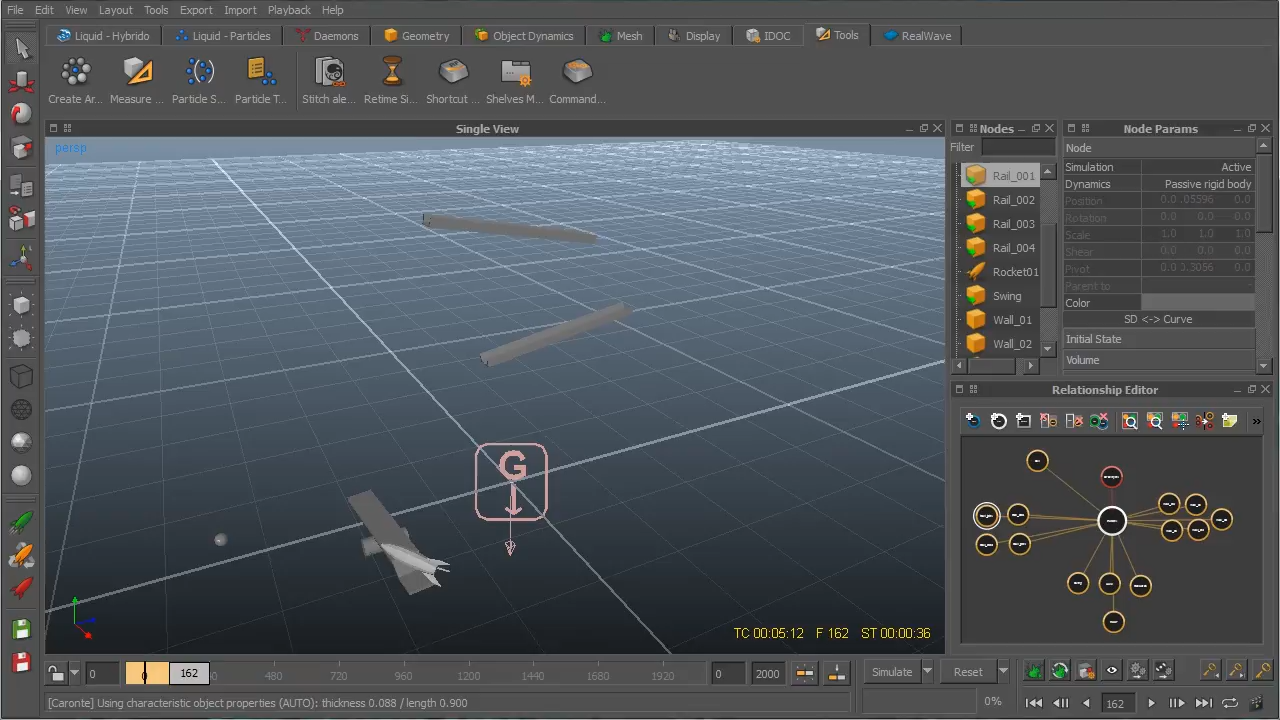 File Edit View Layout Tools Export Import Playback Help
Liquid - Hybrido Liquid - Particles Daemons Geometry Object Dynamics Mesh Display IDOC Tools RealWave
Create Ar... Measure ... Particle S... Particle T... Stitch ale... Retime Si... Shortcut ... Shelves M... Command...
Single View
persp
G
TC 00:05:12 F 162 ST 00:00:36
Nodes
Filter
Rail_001
Rail_002
Rail_003
Rail_004
Rocket01
Swing
Wall_01
Wall_02
Node Params
Node
Simulation Active
Dynamics Passive rigid body
Position 0.0 .05596 0.0
Rotation 0.0 0.0 0.0
Scale 1.0 1.0 1.0
Shear 0.0 0.0 0.0
Pivot 0.0 0.3056 0.0
Parent to -
Color
SD <-> Curve
Initial State
Volume
Relationship Editor
»
0 0 162 480 720 960 1200 1440 1680 1920 0 2000
Simulate Reset
[Caronte] Using characteristic object properties (AUTO): thickness 0.088 / length 0.900
0% 162